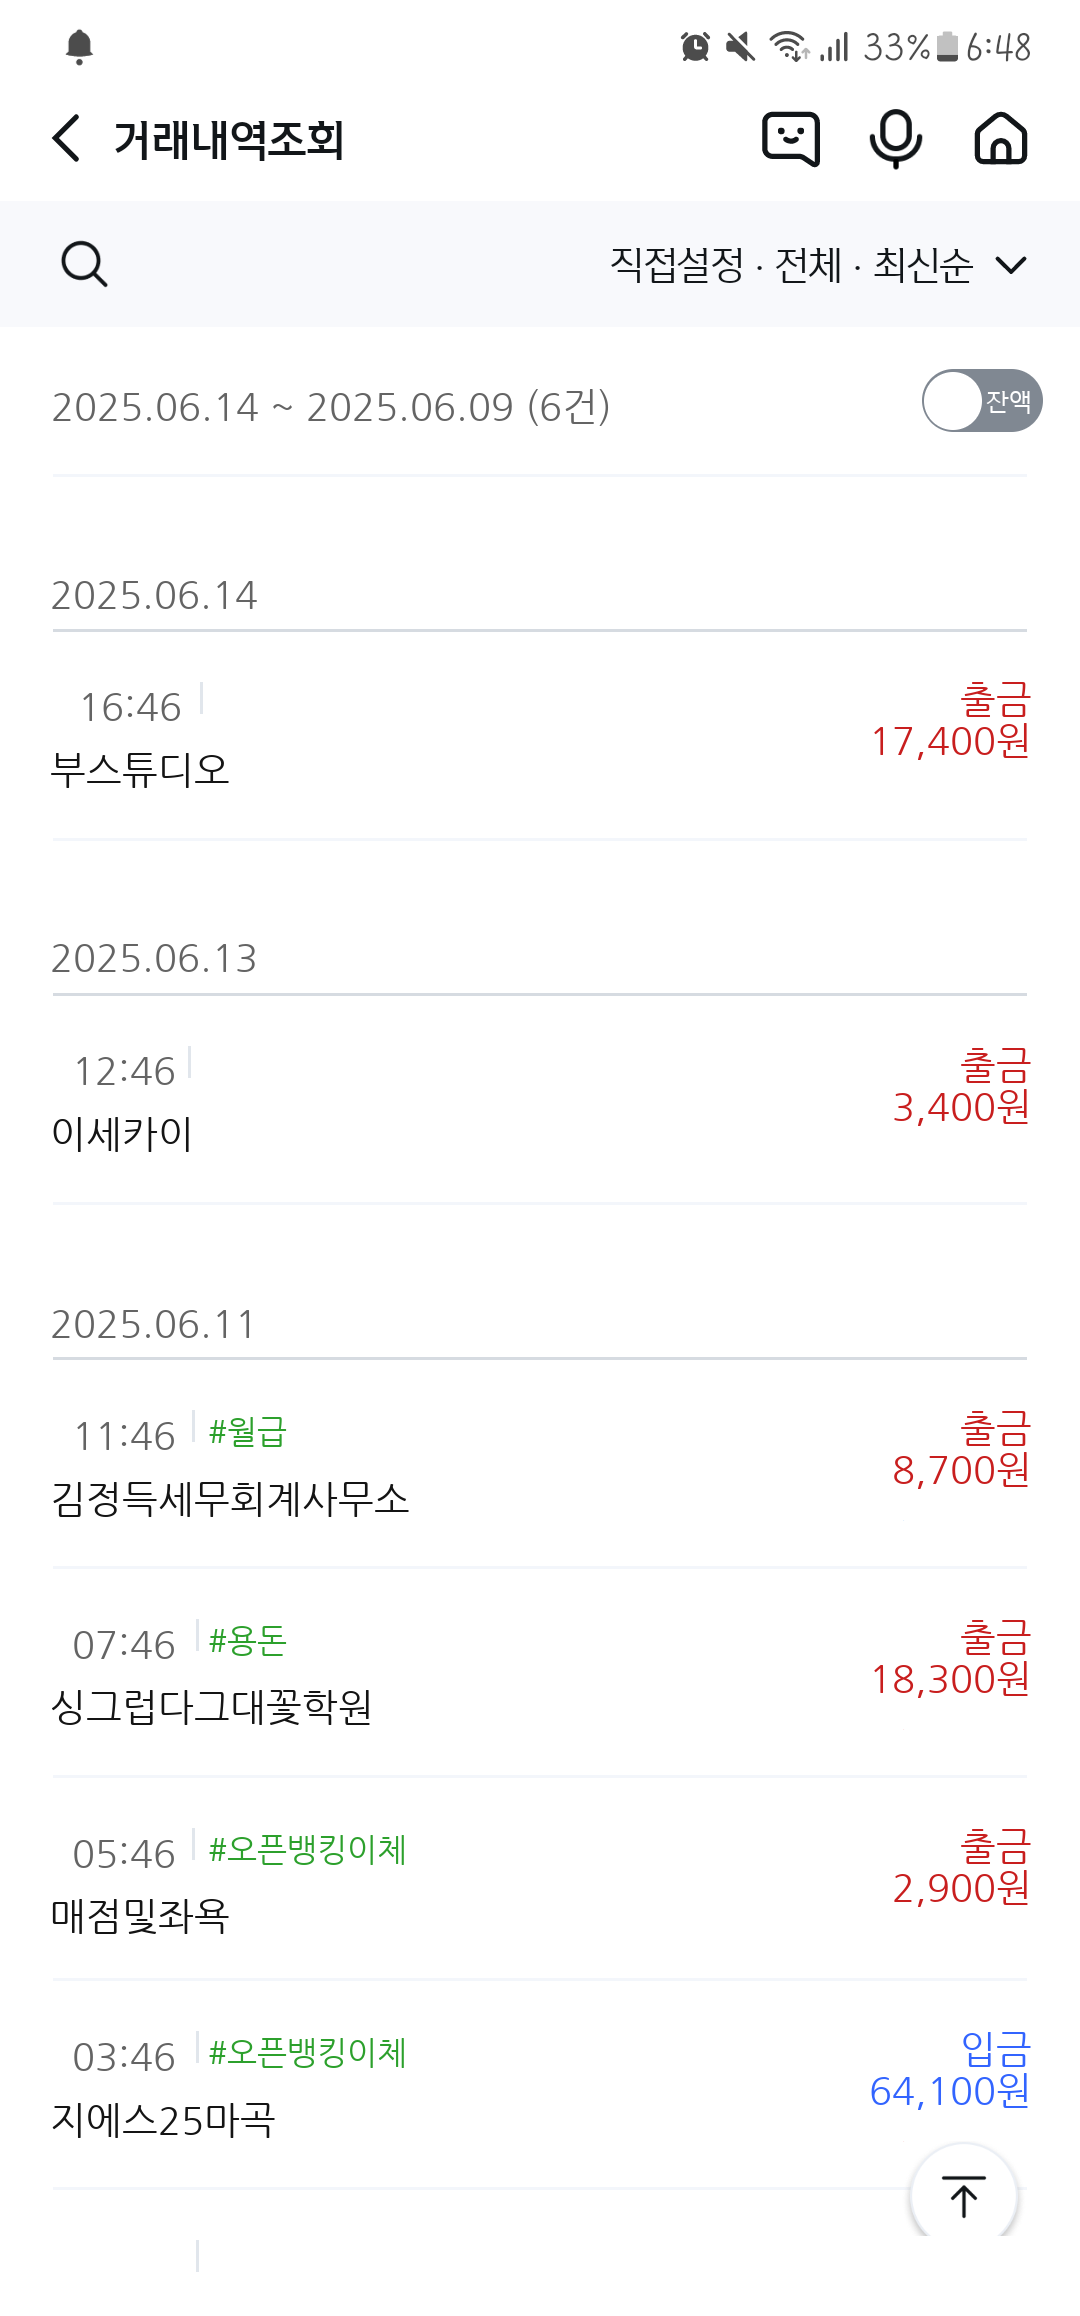 33% 6:48
거래내역조회
직접설정 · 전체 · 최신순
2025.06.14 ~ 2025.06.09 (6건)
잔액
2025.06.14
16:46
출금
17,400원
부스튜디오
2025.06.13
12:46
출금
3,400원
이세카이
2025.06.11
11:46 #월급
출금
8,700원
김정득세무회계사무소
07:46 #용돈
출금
18,300원
싱그럽다그대꽃학원
05:46 #오픈뱅킹이체
출금
2,900원
매점및좌욕
03:46 #오픈뱅킹이체
입금
64,100원
지에스25마곡